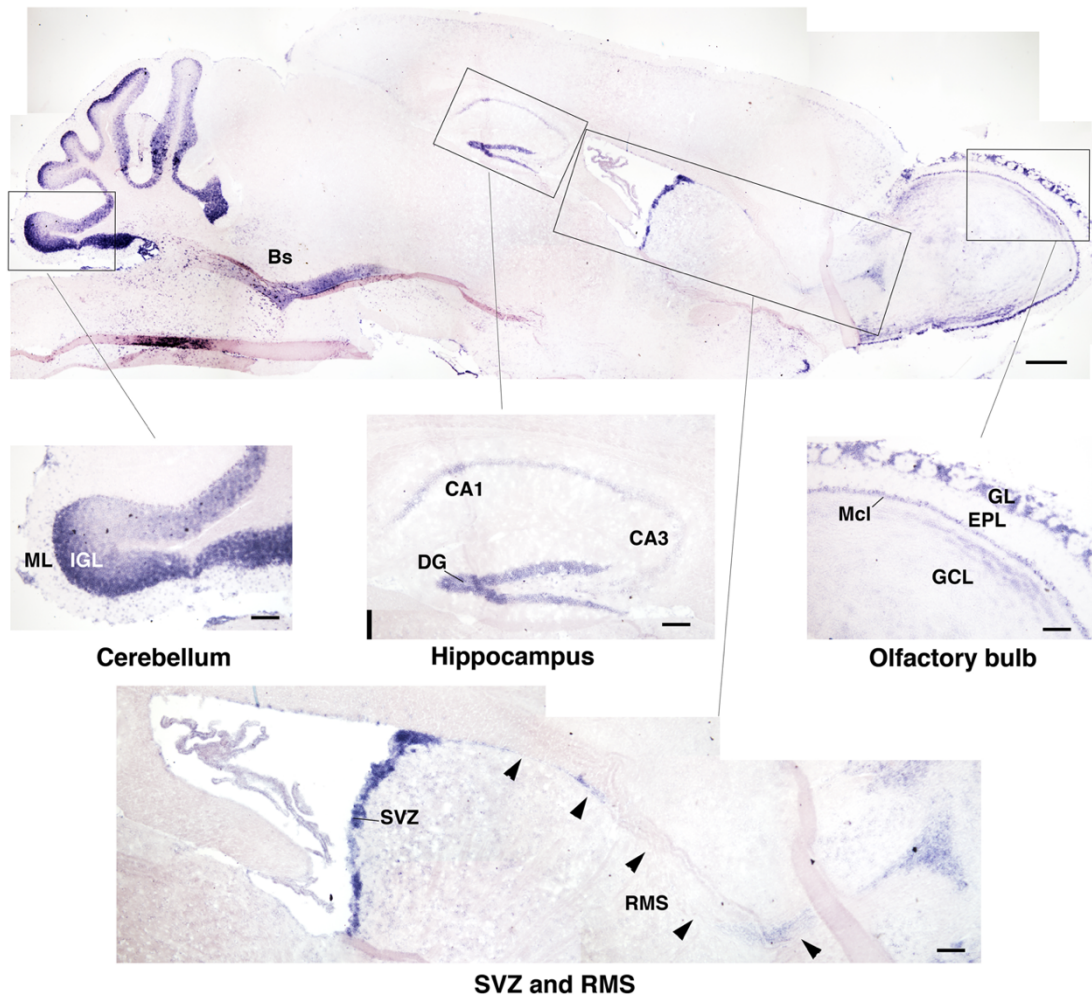 Bs
ML
IGL
Cerebellum
CA1
CA3
DG
Hippocampus
Mcl
GL
EPL
GCL
Olfactory bulb
SVZ
RMS
SVZ and RMS